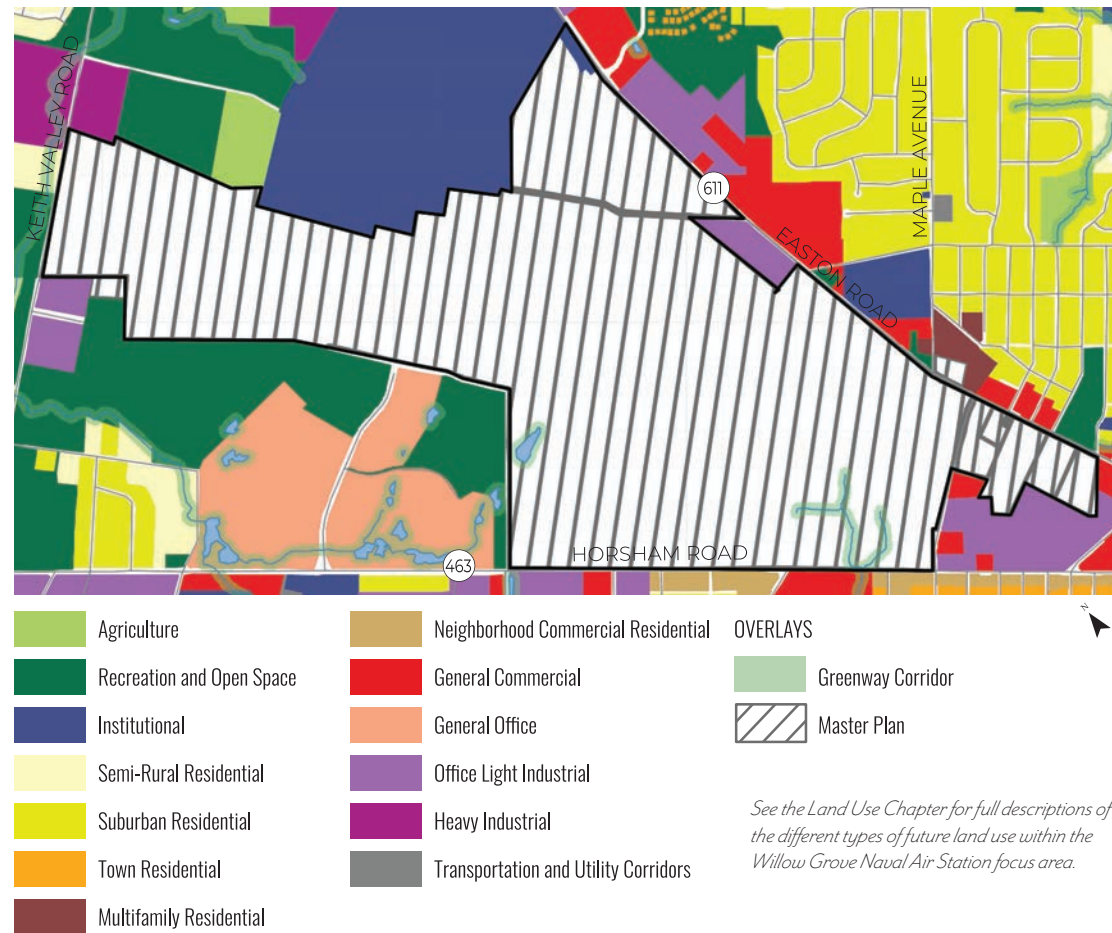 KEITH VALLEY ROAD
MARLE AVENUE
611
EASTON ROAD
HORSHAM ROAD
463
N
Agriculture
Recreation and Open Space
Institutional
Semi-Rural Residential
Suburban Residential
Town Residential
Multifamily Residential
Neighborhood Commercial Residential
General Commercial
General Office
Office Light Industrial
Heavy Industrial
Transportation and Utility Corridors
OVERLAYS
Greenway Corridor
Master Plan
See the Land Use Chapter for full descriptions of
the different types of future land use within the
Willow Grove Naval Air Station focus area.